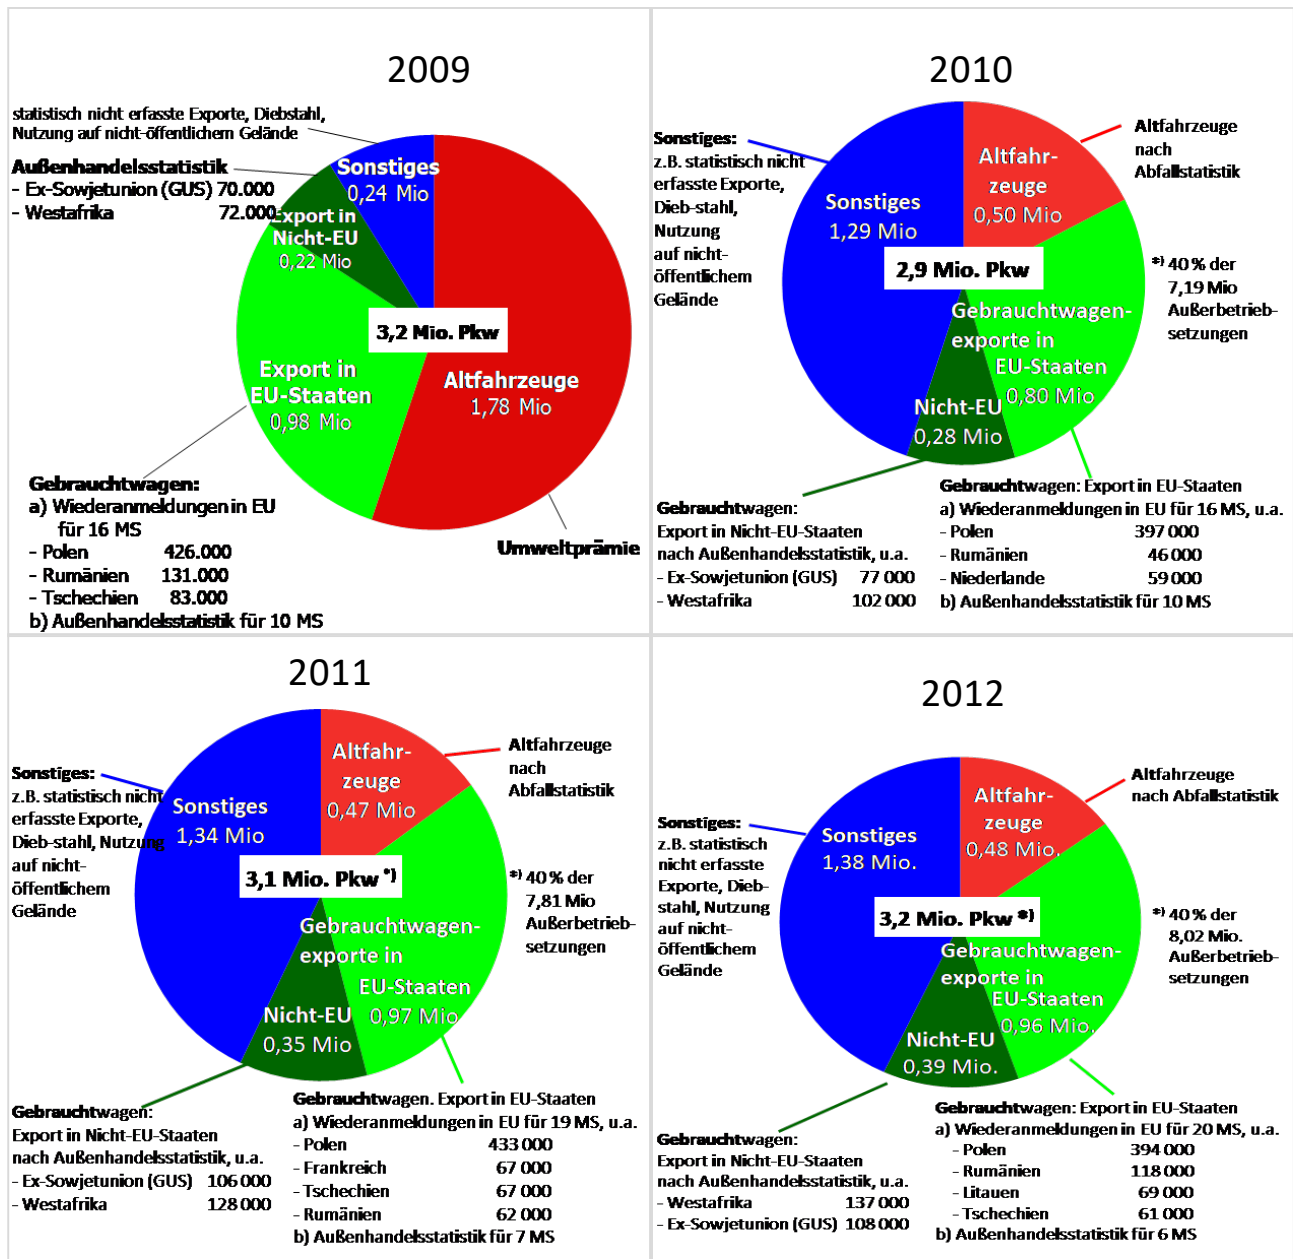 2009
statistisch nicht erfasste Exporte, Diebstahl,
Nutzung auf nicht-öffentlichem Gelände
Außenhandelsstatistik
- Ex-Sowjetunion (GUS) 70.000
- Westafrika 72.000
Sonstiges
0,24 Mio
Export in
Nicht-EU
0,22 Mio
3,2 Mio. Pkw
Export in
EU-Staaten
0,98 Mio
Altfahrzeuge
1,78 Mio
Gebrauchtwagen:
a) Wiederanmeldungen in EU
für 16 MS
- Polen 426.000
- Rumänien 131.000
- Tschechien 83.000
b) Außenhandelsstatistik für 10 MS
Umweltprämie
2010
Sonstiges:
z.B. statistisch nicht
erfasste Exporte,
Dieb-stahl,
Nutzung
auf nicht-
öffentlichem
Gelände
Altfahr-
zeuge
0,50 Mio
Altfahrzeuge
nach
Abfallstatistik
Sonstiges
1,29 Mio
2,9 Mio. Pkw
*) 40 % der
7,19 Mio
Außerbetrieb-
setzungen
Gebrauchtwagen-
exporte in
EU-Staaten
0,80 Mio
Nicht-EU
0,28 Mio
Gebrauchtwagen:
Export in Nicht-EU-Staaten
nach Außenhandelsstatistik, u.a.
- Ex-Sowjetunion (GUS) 77 000
- Westafrika 102 000
Gebrauchtwagen: Export in EU-Staaten
a) Wiederanmeldungen in EU für 16 MS, u.a.
- Polen 397 000
- Rumänien 46 000
- Niederlande 59 000
b) Außenhandelsstatistik für 10 MS
2011
Sonstiges:
z.B. statistisch nicht
erfasste Exporte,
Dieb-stahl, Nutzung
auf nicht-
öffentlichem
Gelände
Altfahr-
zeuge
0,47 Mio
Altfahrzeuge
nach
Abfallstatistik
Sonstiges
1,34 Mio
3,1 Mio. Pkw *)
*) 40 % der
7,81 Mio
Außerbetrieb-
setzungen
Gebrauchtwagen-
exporte in
EU-Staaten
0,97 Mio
Nicht-EU
0,35 Mio
Gebrauchtwagen:
Export in Nicht-EU-Staaten
nach Außenhandelsstatistik, u.a.
- Ex-Sowjetunion (GUS) 106 000
- Westafrika 128 000
Gebrauchtwagen. Export in EU-Staaten
a) Wiederanmeldungen in EU für 19 MS, u.a.
- Polen 433 000
- Frankreich 67 000
- Tschechien 67 000
- Rumänien 62 000
b) Außenhandelsstatistik für 7 MS
2012
Sonstiges:
z.B. statistisch
nicht erfasste
Exporte, Dieb-
stahl, Nutzung
auf nicht-
öffentlichem
Gelände
Altfahr-
zeuge
0,48 Mio.
Altfahrzeuge
nach Abfallstatistik
Sonstiges
1,38 Mio.
3,2 Mio. Pkw *)
*) 40 % der
8,02 Mio.
Außerbetrieb-
setzungen
Gebrauchtwagen-
exporte in
EU-Staaten
0,96 Mio.
Nicht-EU
0,39 Mio.
Gebrauchtwagen:
Export in Nicht-EU-Staaten
nach Außenhandelsstatistik, u.a.
- Westafrika 137 000
- Ex-Sowjetunion (GUS) 108 000
Gebrauchtwagen: Export in EU-Staaten
a) Wiederanmeldungen in EU für 20 MS, u.a.
- Polen 394 000
- Rumänien 118 000
- Litauen 69 000
- Tschechien 61 000
b) Außenhandelsstatistik für 6 MS